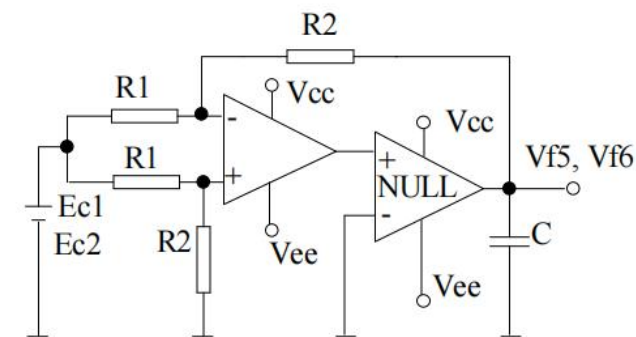 R2
R1
Vcc
-
Vcc
Vf5, Vf6
R1
+
+
NULL
-
Ec1
Ec2
R2
Vee
C
Vee